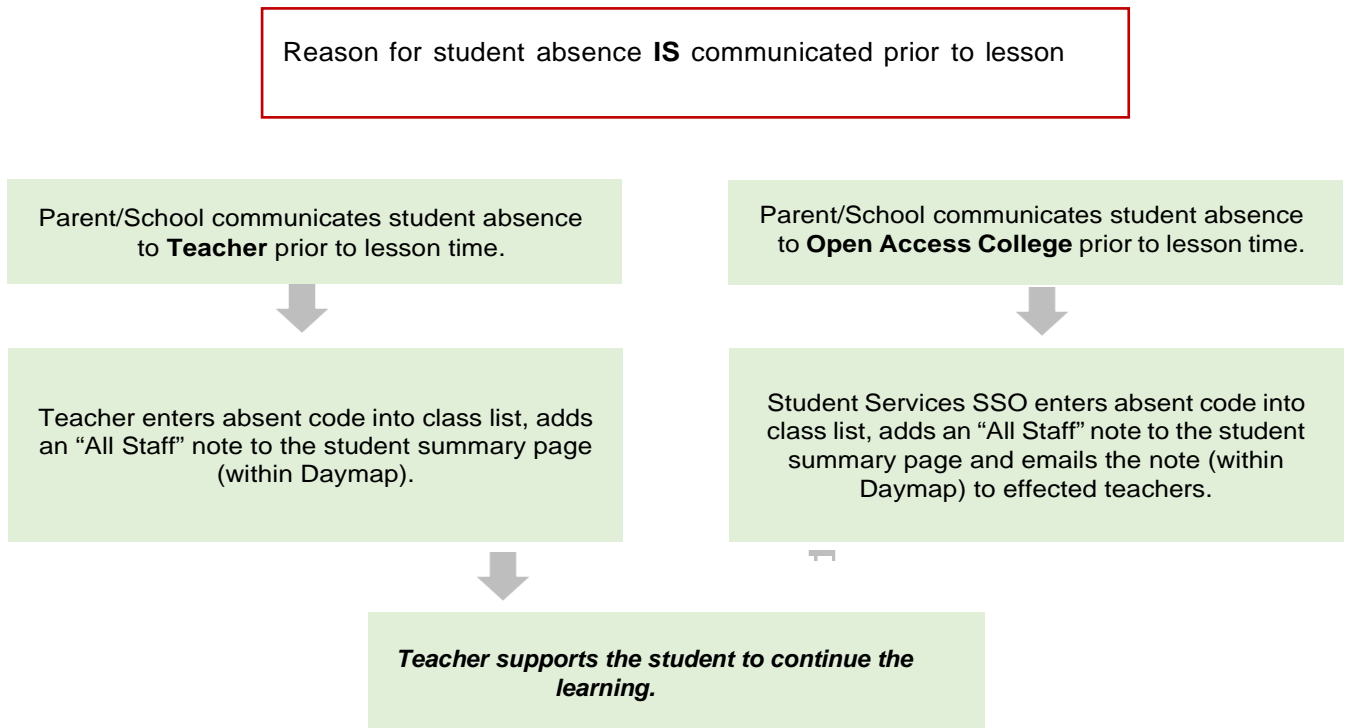 Reason for student absence IS communicated prior to lesson
Parent/School communicates student absence
to Teacher prior to lesson time.
Parent/School communicates student absence
to Open Access College prior to lesson time.
Teacher enters absent code into class list, adds
an “All Staff” note to the student summary page
(within Daymap).
Student Services SSO enters absent code into
class list, adds an “All Staff” note to the student
summary page and emails the note (within
Daymap) to effected teachers.
Teacher supports the student to continue the
learning.